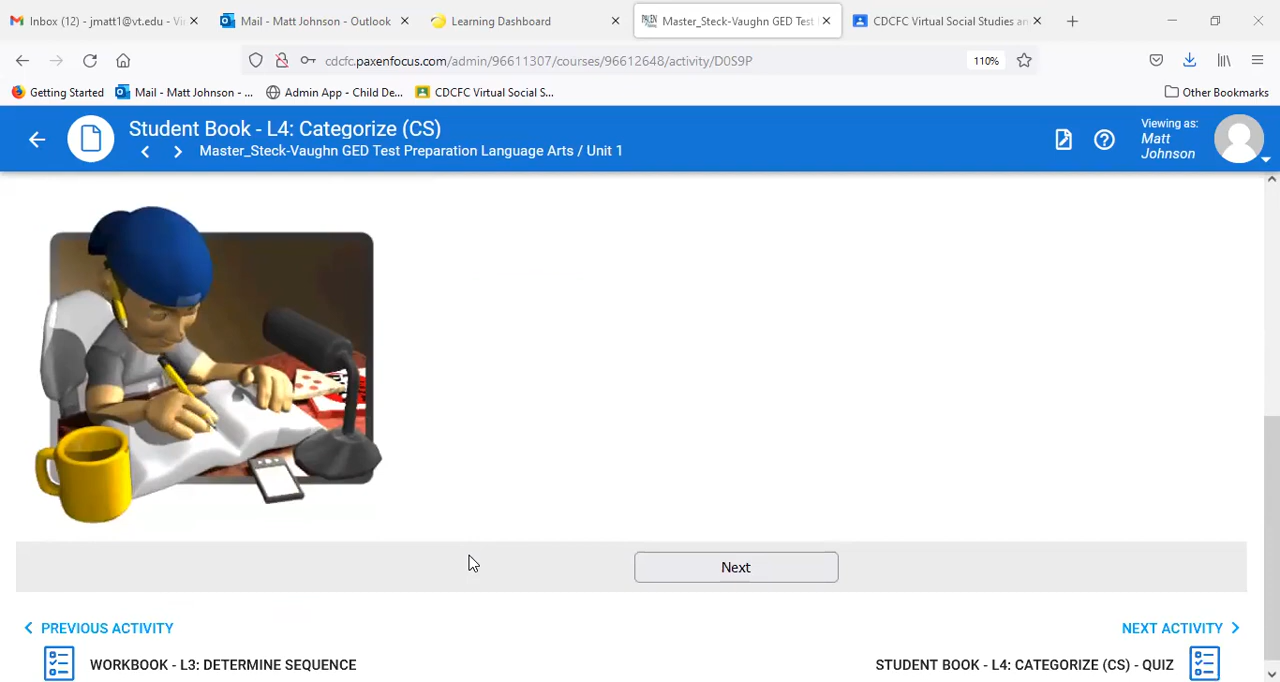 Inbox (12) - jmatt1@vt.edu - Vi
Mail - Matt Johnson - Outlook
Learning Dashboard
Master_Steck-Vaughn GED Test
CDCFC Virtual Social Studies an
cdcfc.paxenfocus.com/admin/96611307/courses/96612648/activity/D0S9P
110%
Getting Started
Mail - Matt Johnson - ...
Admin App - Child De...
CDCFC Virtual Social S...
Other Bookmarks
Student Book - L4: Categorize (CS)
Master_Steck-Vaughn GED Test Preparation Language Arts / Unit 1
Viewing as:
Matt
Johnson
Next
PREVIOUS ACTIVITY
NEXT ACTIVITY
WORKBOOK - L3: DETERMINE SEQUENCE
STUDENT BOOK - L4: CATEGORIZE (CS) - QUIZ